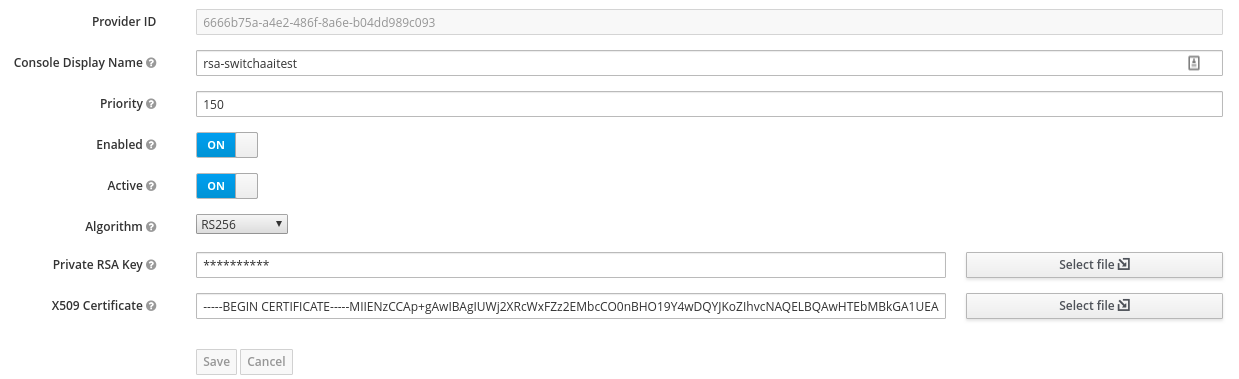 Provider ID 6666b75a-a4e2-486f-8a6e-b04dd989c093
Console Display Name rsa-switchaaitest
Priority 150
Enabled ON
Active ON
Algorithm RS256
Private RSA Key ********** Select file
X509 Certificate -----BEGIN CERTIFICATE-----MIIENzCCAp+gAwIBAgIUWj2XRcWxFZz2EMbcCO0nBHO19Y4wDQYJKoZIhvcNAQELBQAwHTEbMBkGA1UEA Select file
Save Cancel